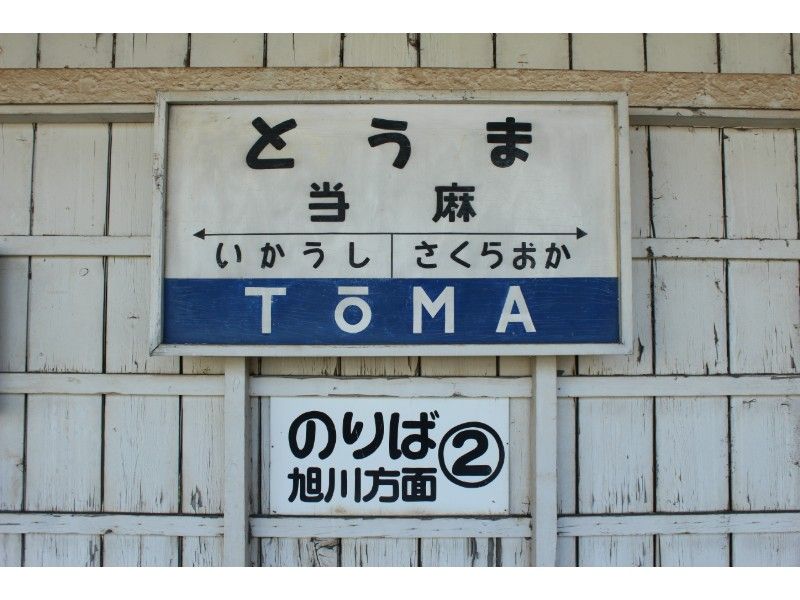 とうま
当麻
いかうし さくらおか
TŌMA
のりば ②
旭川方面